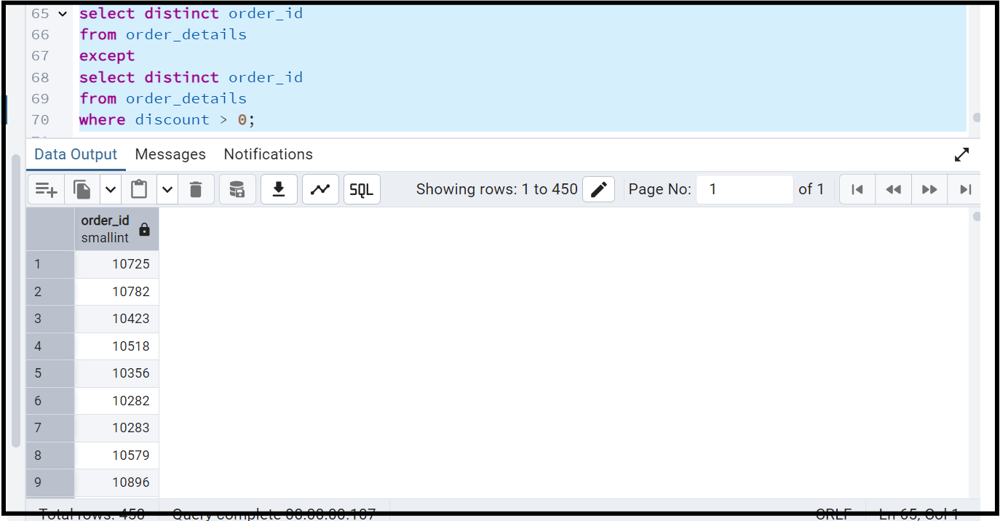 65 select distinct order_id
66 from order_details
67 except
68 select distinct order_id
69 from order_details
70 where discount > 0;
Data Output Messages Notifications
SQL Showing rows: 1 to 450 Page No: 1 of 1
order_id
smallint
1 10725
2 10782
3 10423
4 10518
5 10356
6 10282
7 10283
8 10579
9 10896
Total rows: 450 Query complete 00:00:00.107 CRLF Ln 65, Col 1